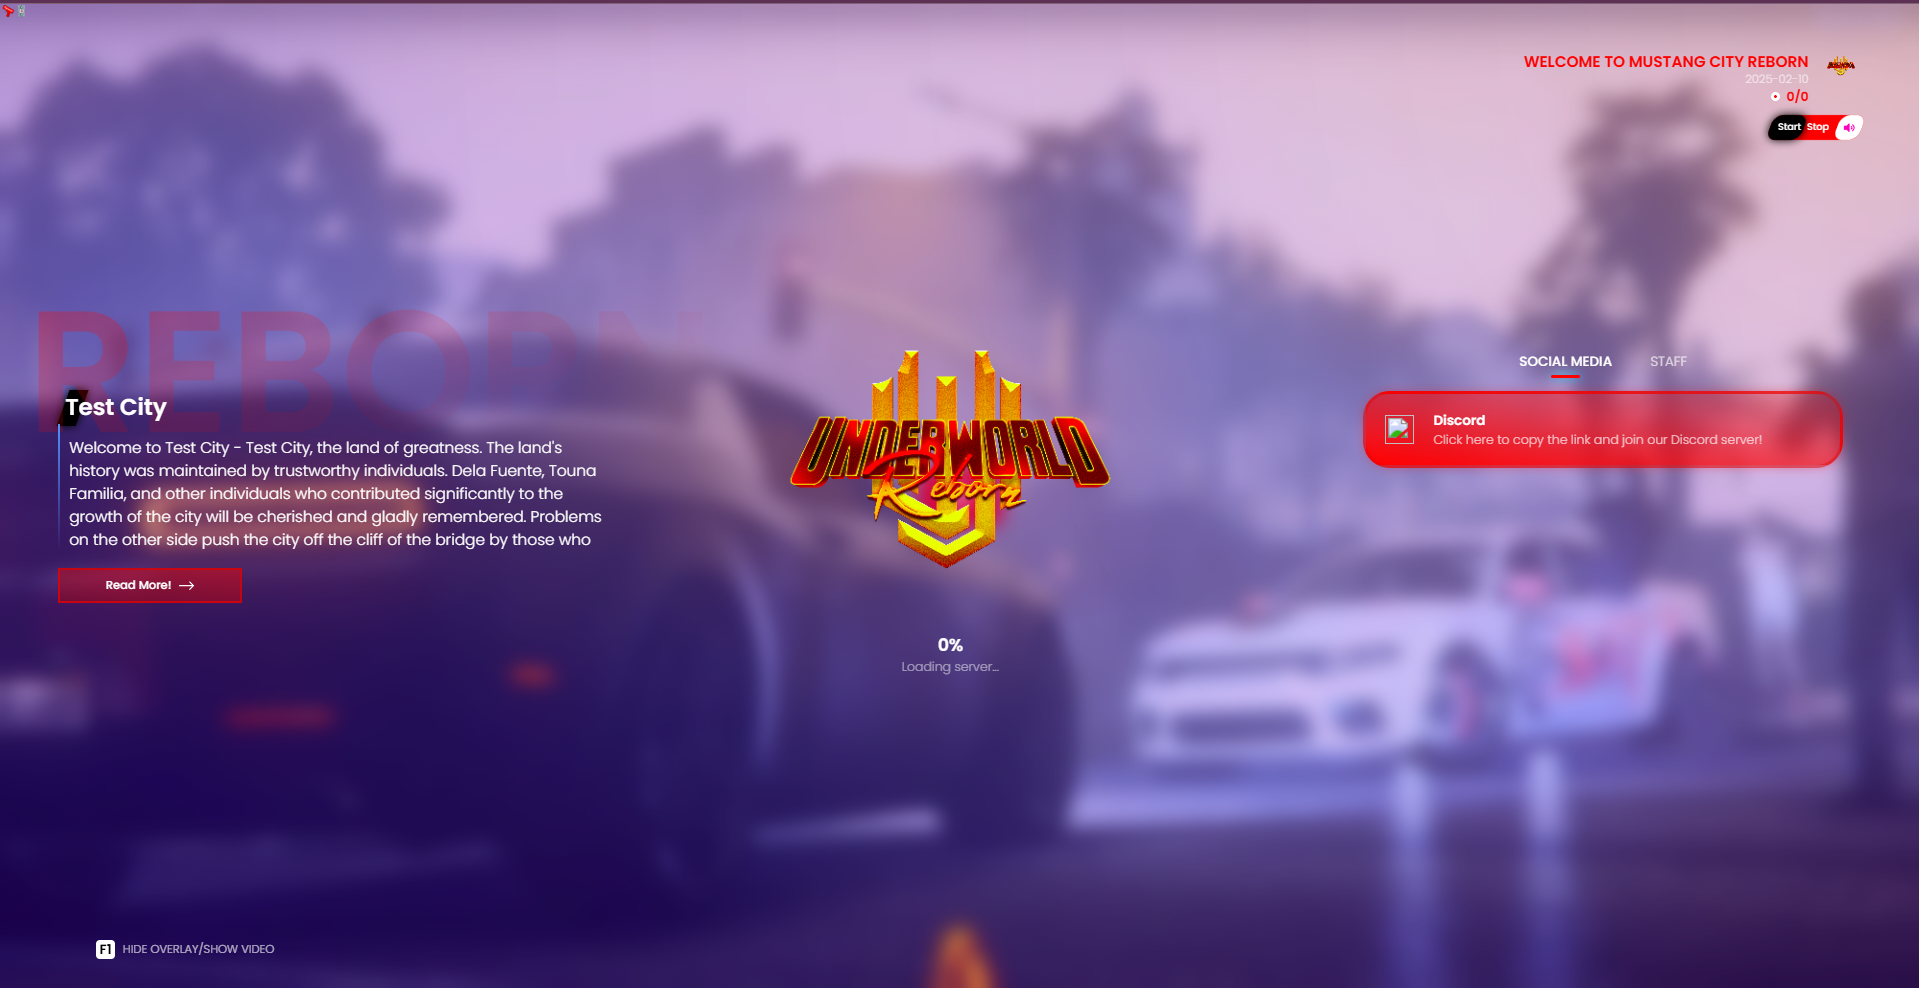 WELCOME TO MUSTANG CITY REBORN
2025-02-10
0/0
Start Stop
REBORN
Test City
Welcome to Test City - Test City, the land of greatness. The land's
history was maintained by trustworthy individuals. Dela Fuente, Touna
Familia, and other individuals who contributed significantly to the
growth of the city will be cherished and gladly remembered. Problems
on the other side push the city off the cliff of the bridge by those who
Read More!
UNDERWORLD
Reborn
0%
Loading server...
SOCIAL MEDIA STAFF
Discord
Click here to copy the link and join our Discord server!
F1 HIDE OVERLAY/SHOW VIDEO